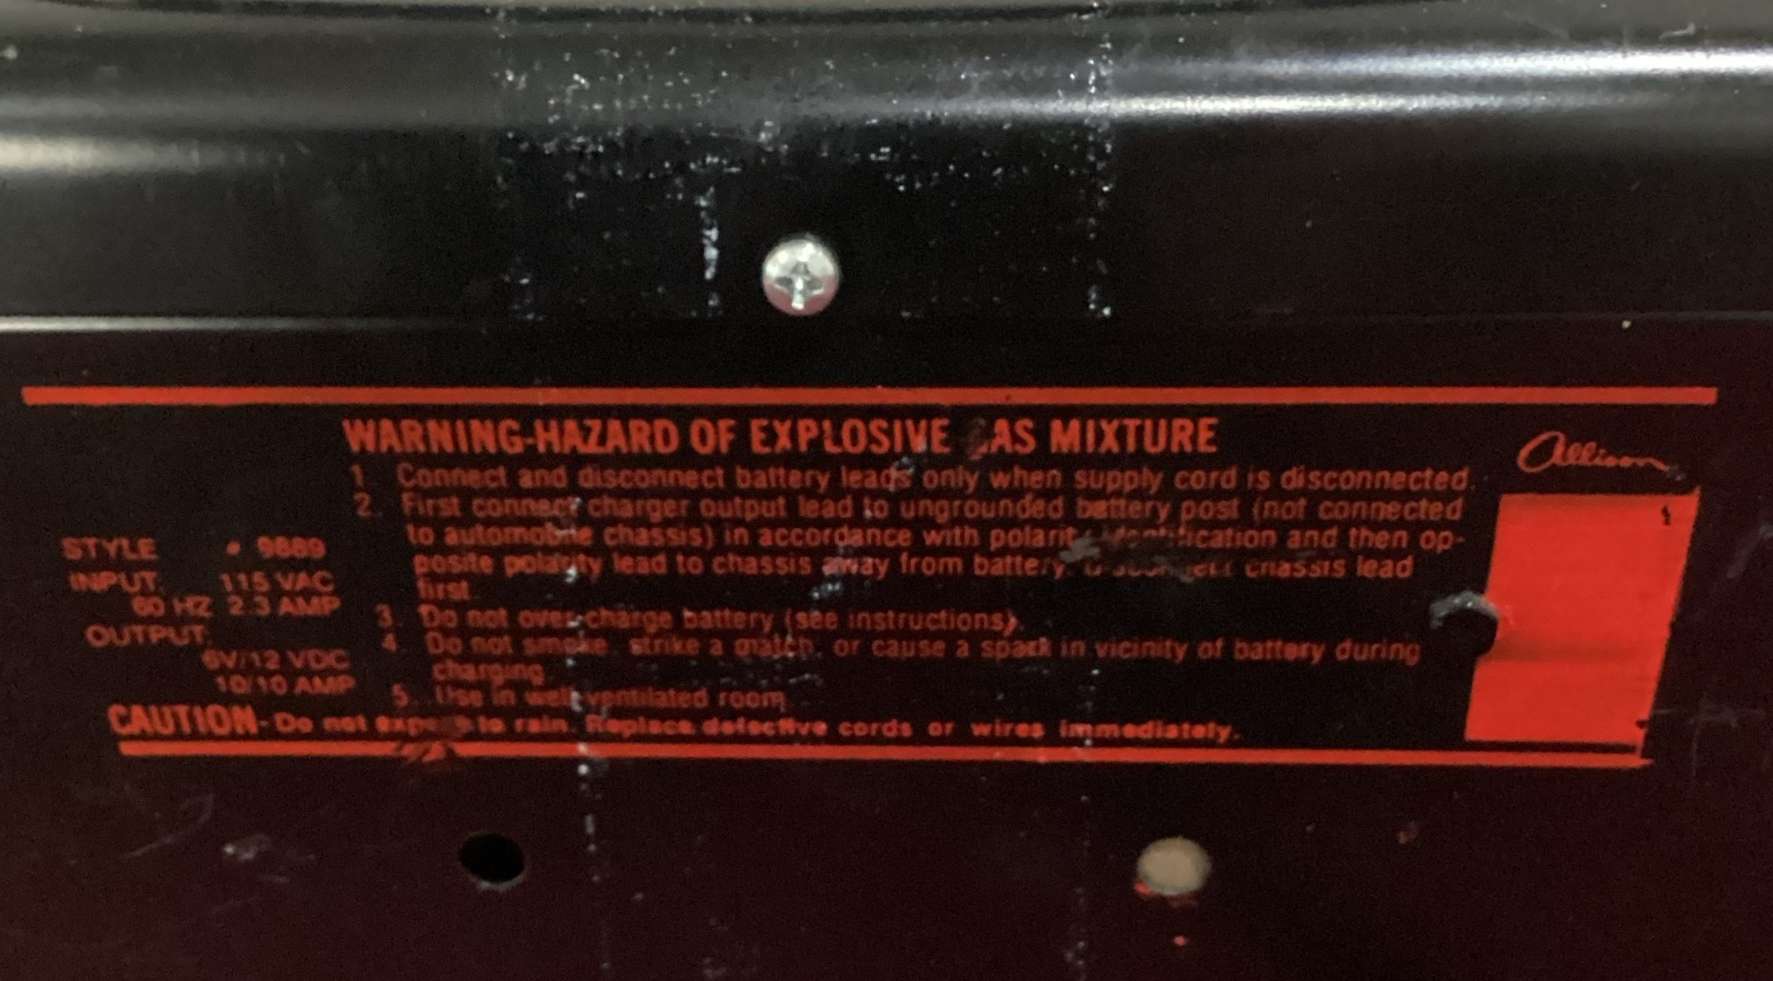 WARNING-HAZARD OF EXPLOSIVE GAS MIXTURE
Allison
1. Connect and disconnect battery leads only when supply cord is disconnected.
2. First connect charger output lead to ungrounded battery post (not connected
to automobile chassis) in accordance with polarity identification and then op-
posite polarity lead to chassis away from battery. chassis lead
first.
3. Do not over-charge battery (see instructions).
4. Do not smoke, strike a match, or cause a spark in vicinity of battery during
charging.
5. Use in well ventilated room.
STYLE # 9889
INPUT: 115 VAC
60 HZ 2.3 AMP
OUTPUT:
6V/12 VDC
10/10 AMP
CAUTION-Do not expose to rain. Replace defective cords or wires immediately.